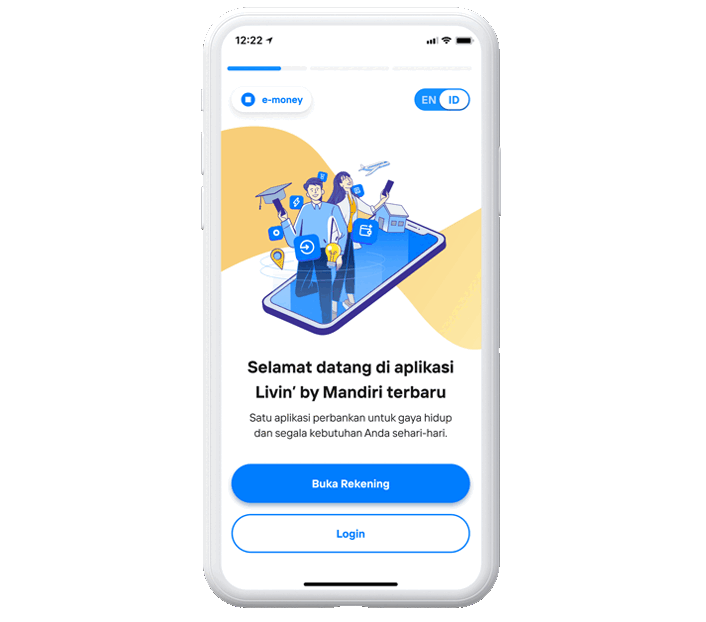 12:22
e-money
EN ID
Selamat datang di aplikasi
Livin’ by Mandiri terbaru
Satu aplikasi perbankan untuk gaya hidup
dan segala kebutuhan Anda sehari-hari.
Buka Rekening
Login